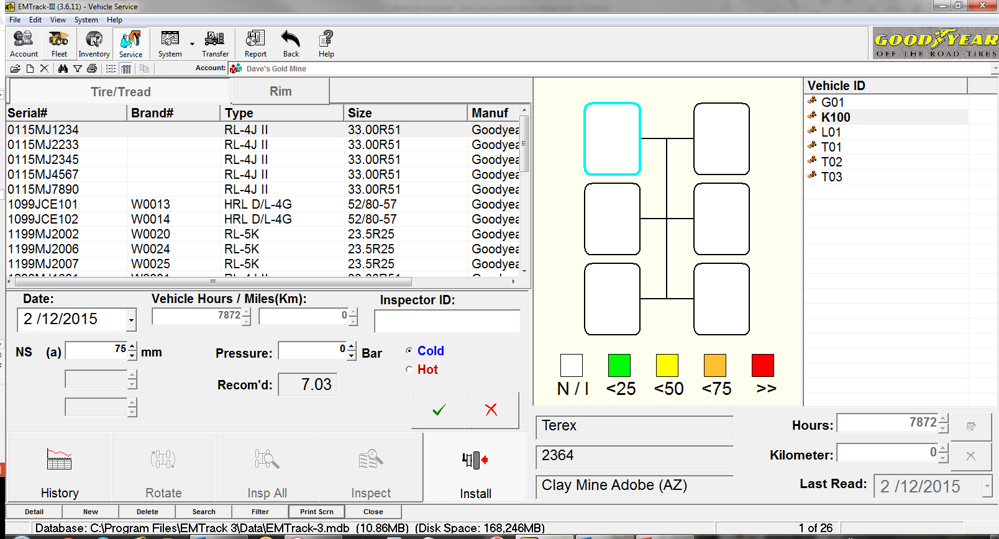 EMTrack-III (3.6.11) - Vehicle Service
File Edit View System Help
Account Fleet Inventory Service System Transfer Report Back Help
GOODYEAR
OFF THE ROAD TIRES
Account: Dave's Gold Mine
Tire/Tread Rim
Serial# Brand# Type Size Manuf
0115MJ1234 RL-4J II 33.00R51 Goodyea
0115MJ2233 RL-4J II 33.00R51 Goodyea
0115MJ2345 RL-4J II 33.00R51 Goodyea
0115MJ4567 RL-4J II 33.00R51 Goodyea
0115MJ7890 RL-4J II 33.00R51 Goodyea
1099JCE101 W0013 HRL D/L-4G 52/80-57 Goodyea
1099JCE102 W0014 HRL D/L-4G 52/80-57 Goodyea
1199MJ2002 W0020 RL-5K 23.5R25 Goodyea
1199MJ2006 W0024 RL-5K 23.5R25 Goodyea
1199MJ2007 W0025 RL-5K 23.5R25 Goodyea
Date: Vehicle Hours / Miles(Km): Inspector ID:
2 /12/2015 7872 0
NS (a) 75 mm Pressure: 0 Bar Cold
Hot
Recom'd: 7.03
History Rotate Insp All Inspect Install
N / I <25 <50 <75 >>
Vehicle ID
G01
K100
L01
T01
T02
T03
Terex
2364
Clay Mine Adobe (AZ)
Hours: 7872
Kilometer: 0
Last Read: 2 /12/2015
Detail New Delete Search Filter Print Scrn Close
Database: C:\Program Files\EMTrack 3\Data\EMTrack-3.mdb (10.86MB) (Disk Space: 168,246MB) 1 of 26